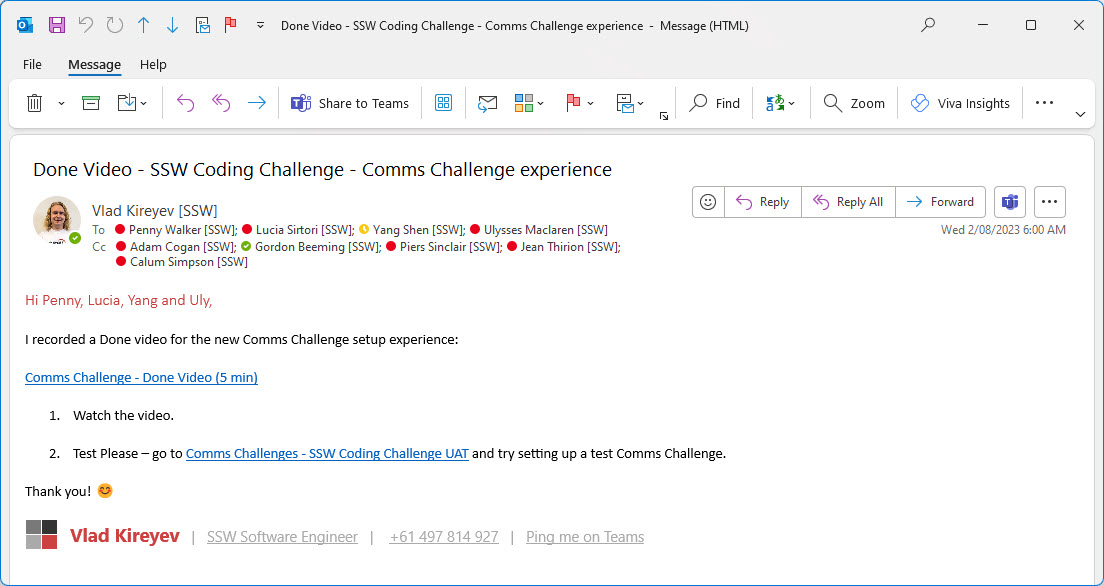 Done Video - SSW Coding Challenge - Comms Challenge experience - Message (HTML)
File Message Help
Share to Teams Find Zoom Viva Insights
Done Video - SSW Coding Challenge - Comms Challenge experience
Vlad Kireyev [SSW]
Reply Reply All Forward
To Penny Walker [SSW]; Lucia Sirtori [SSW]; Yang Shen [SSW]; Ulysses Maclaren [SSW]
Wed 2/08/2023 6:00 AM
Cc Adam Cogan [SSW]; Gordon Beeming [SSW]; Piers Sinclair [SSW]; Jean Thirion [SSW];
Calum Simpson [SSW]
Hi Penny, Lucia, Yang and Uly,
I recorded a Done video for the new Comms Challenge setup experience:
Comms Challenge - Done Video (5 min)
1. Watch the video.
2. Test Please – go to Comms Challenges - SSW Coding Challenge UAT and try setting up a test Comms Challenge.
Thank you! 😊
Vlad Kireyev | SSW Software Engineer | +61 497 814 927 | Ping me on Teams